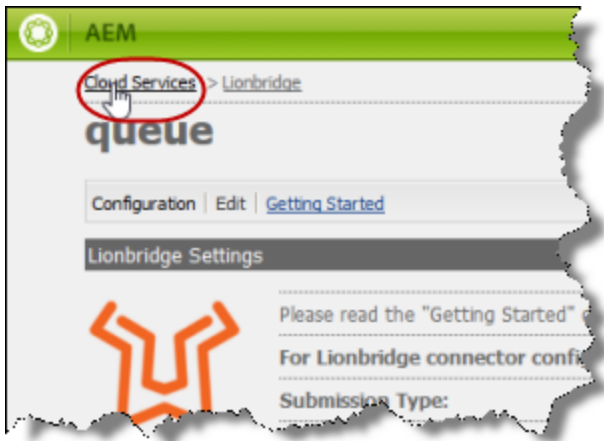 AEM
Cloud Services > Lionbridge
queue
Configuration | Edit | Getting Started
Lionbridge Settings
Please read the "Getting Started"
For Lionbridge connector
Submission Type: